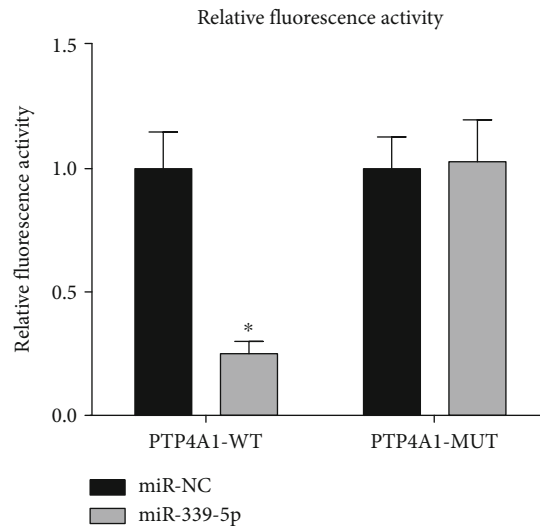 Relative fluorescence activity
Relative fluorescence activity
1.5
1.0
0.5
0.0
*
PTP4A1-WT PTP4A1-MUT
miR-NC
miR-339-5p